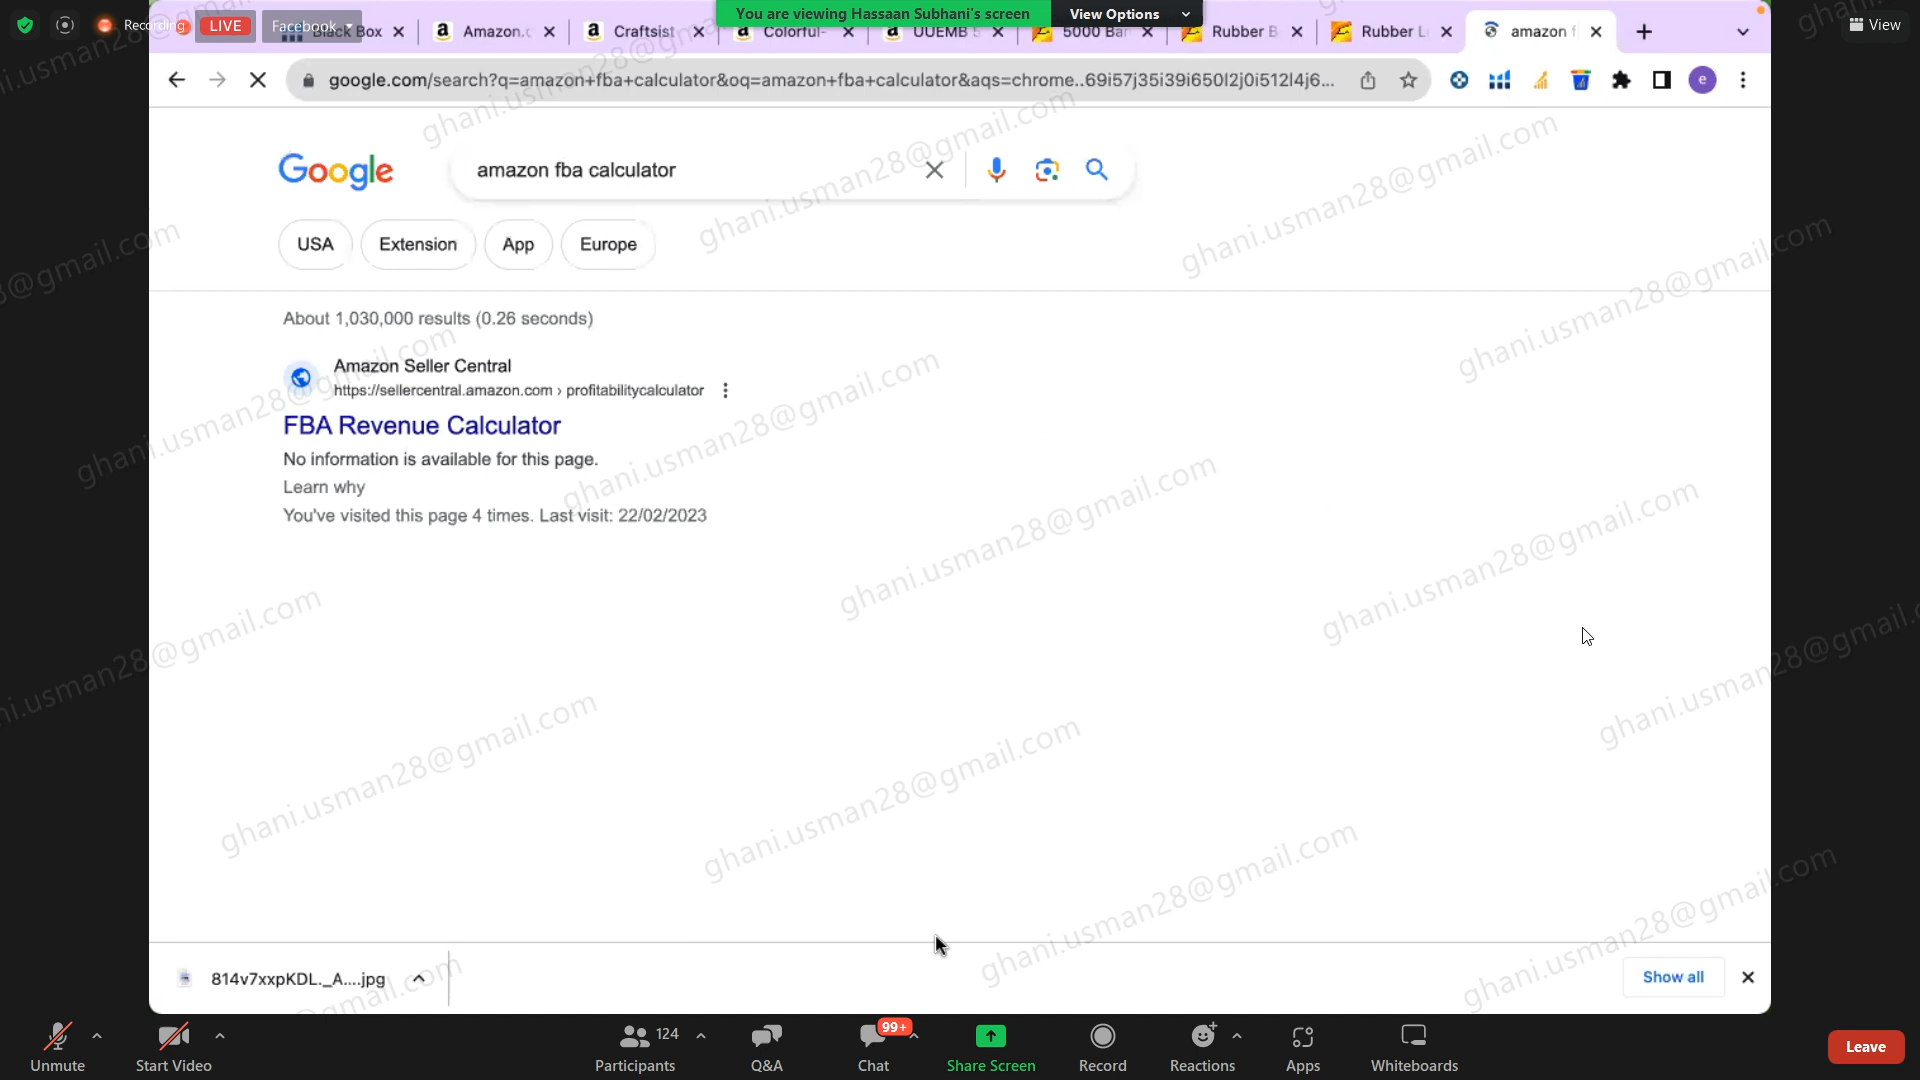 Recording
LIVE
Facebook
You are viewing Hassaan Subhani's screen
View Options
View
Black Box
Amazon.c
Craftsist
Colorful-
UUEMB 5
5000 Bar
Rubber B
Rubber L
amazon f
google.com/search?q=amazon+fba+calculator&oq=amazon+fba+calculator&aqs=chrome..69i57j35i39i650l2j0i512l4j6...
e
Google
amazon fba calculator
USA
Extension
App
Europe
About 1,030,000 results (0.26 seconds)
Amazon Seller Central
https://sellercentral.amazon.com › profitabilitycalculator
FBA Revenue Calculator
No information is available for this page.
Learn why
You've visited this page 4 times. Last visit: 22/02/2023
ghani.usman28@gmail.com
814v7xxpKDL._A....jpg
Show all
Unmute
Start Video
124
Participants
Q&A
99+
Chat
Share Screen
Record
Reactions
Apps
Whiteboards
Leave